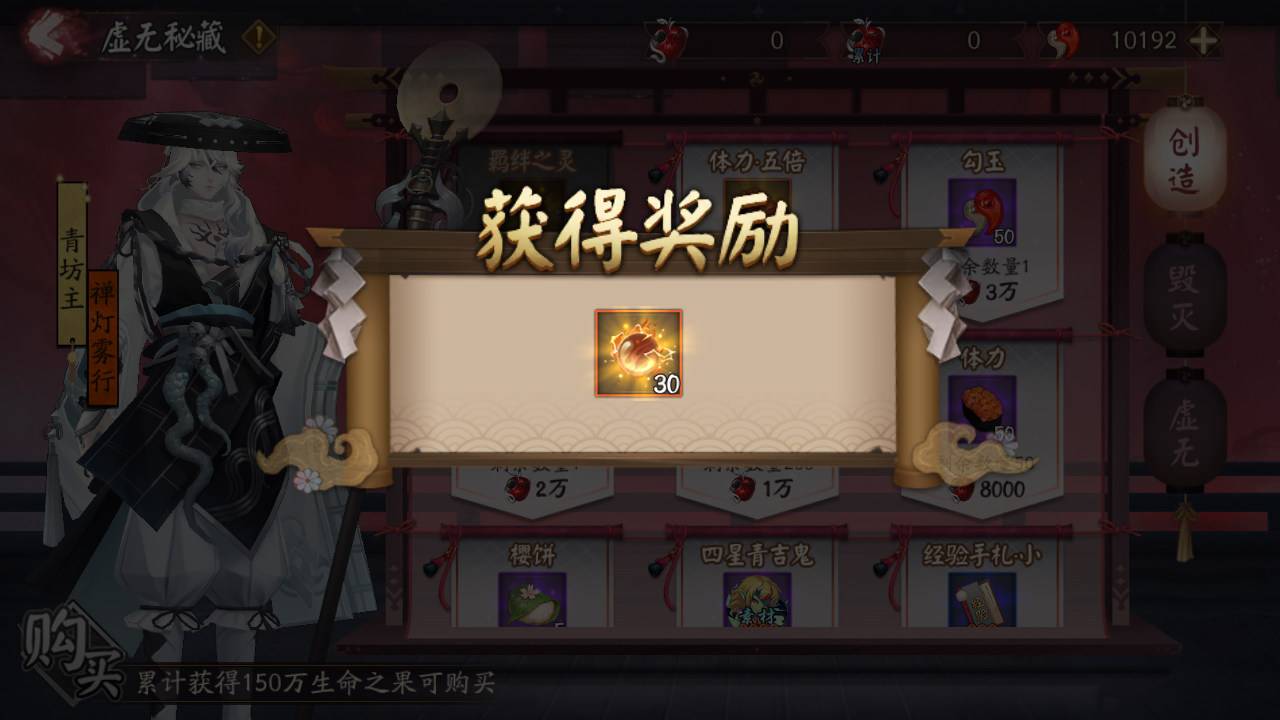 虚无秘藏
0
累计
0
10192
创造
毁灭
虚无
青坊主
禅灯雾行
羁绊之灵
体力·五倍
勾玉
50
余数量1
3万
获得奖励
30
体力
50
2万
1万
8000
樱饼
四星青吉鬼
素材
经验手札·小
购买
累计获得150万生命之果可购买